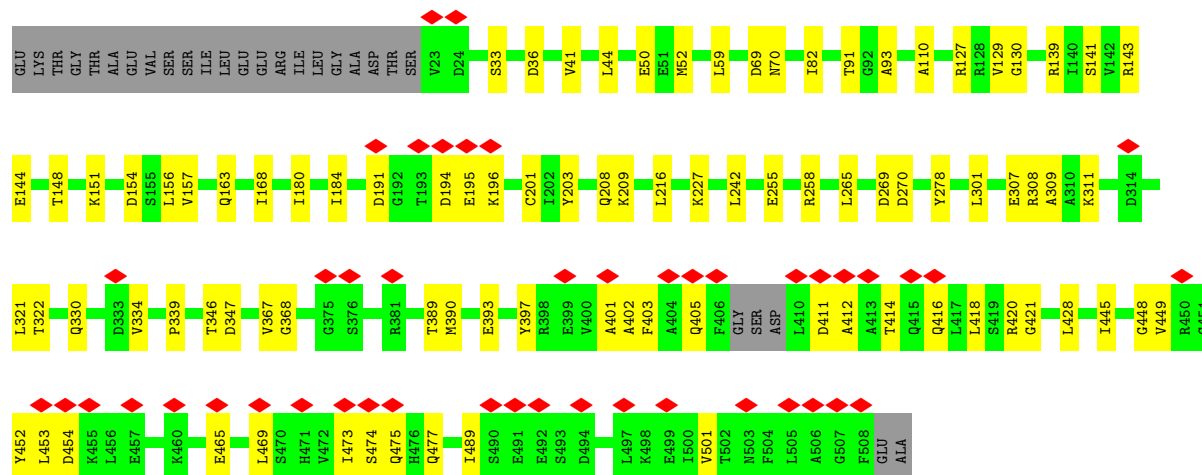 GLU LYS THR GLY THR ALA GLU VAL SER SER ILE LEU GLU GLU ARG ILE LEU GLY ALA ASP THR SER V23 D24 S33 D36 V41 L44 E50 E51 M52 L59 D69 N70 I82 T91 G92 A93 A110 R127 R128 V129 G130 R139 I140 S141 V142 R143
E144 T148 K151 D154 S155 L156 V157 Q163 I168 I180 I184 D191 G192 T193 D194 E195 K196 C201 I202 Y203 Q208 K209 L216 K227 L242 E255 R258 L265 D269 D270 Y278 L301 E307 R308 A309 A310 K311 D314
L321 T322 Q330 D333 V334 P339 T346 D347 V367 G368 G375 S376 R381 T389 M390 E393 Y397 R398 E399 V400 A401 A402 F403 A404 Q405 F406 GLY SER ASP L410 D411 A412 A413 T414 Q415 Q416 L417 L418 S419 R420 G421 L428 I445 G448 V449 R450
Y452 L453 D454 K455 L456 E457 K460 E465 L469 S470 H471 V472 I473 S474 Q475 H476 Q477 I489 S490 E491 E492 S493 D494 L497 K498 E499 I500 V501 T502 N503 F504 L505 A506 G507 F508 GLU ALA